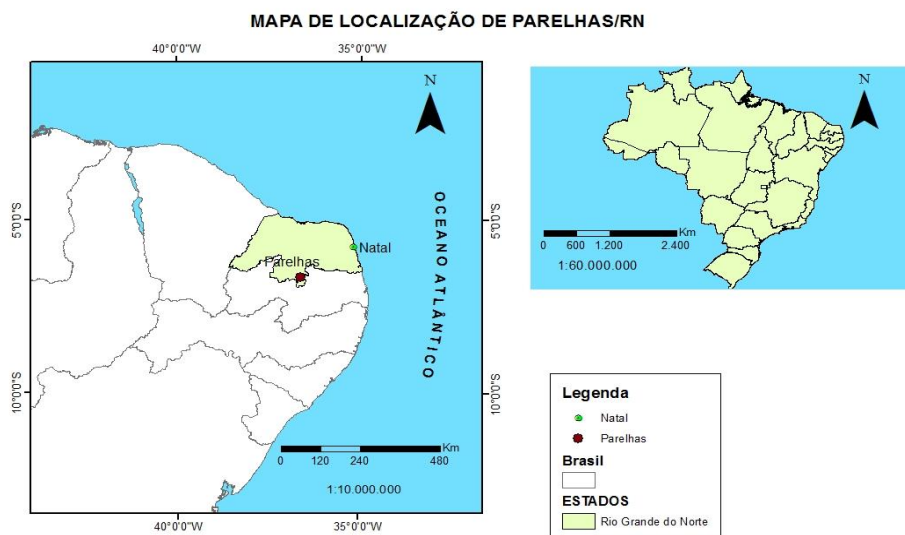 MAPA DE LOCALIZAÇÃO DE PARELHAS/RN
40°0'0"W
35°0'0"W
N
5°0'0"S
5°0'0"S
OCEANO ATLÂNTICO
Natal
Parelhas
10°0'0"S
10°0'0"S
Km
0 120 240 480
1:10.000.000
40°0'0"W
35°0'0"W
N
Km
0 600 1.200 2.400
1:60.000.000
Legenda
Natal
Parelhas
Brasil
ESTADOS
Rio Grande do Norte